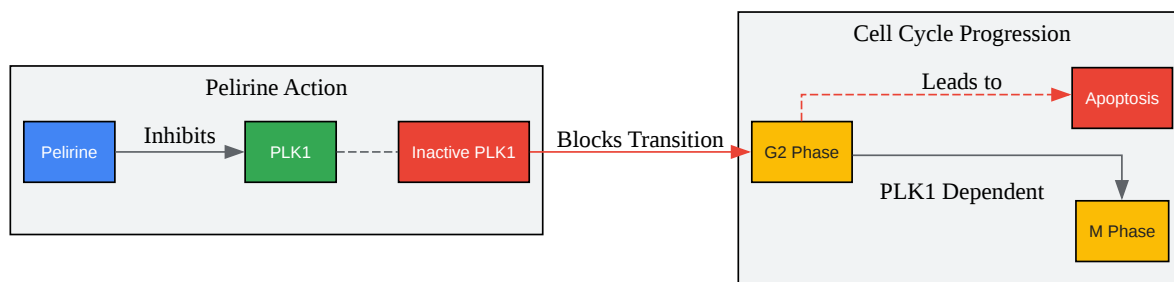 Cell Cycle Progression
Pelirine Action
Leads to
Apoptosis
Pelirine
Inhibits
PLK1
Inactive PLK1
Blocks Transition
G2 Phase
PLK1 Dependent
M Phase